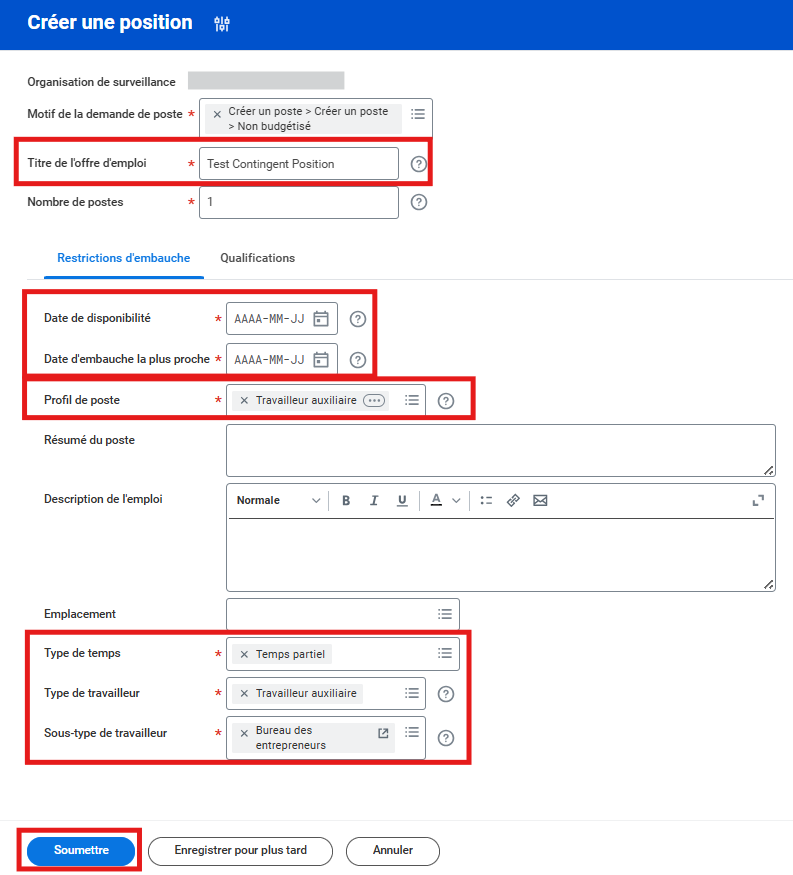 Créer une position
Organisation de surveillance
Motif de la demande de poste * × Créer un poste > Créer un poste
> Non budgétisé
Titre de l'offre d'emploi * Test Contingent Position ?
Nombre de postes * 1 ?
Restrictions d'embauche Qualifications
Date de disponibilité * AAAA-MM-JJ ?
Date d'embauche la plus proche * AAAA-MM-JJ ?
Profil de poste * × Travailleur auxiliaire ?
Résumé du poste
Description de l'emploi Normale B I U A
Emplacement
Type de temps * × Temps partiel
Type de travailleur * × Travailleur auxiliaire ?
Sous-type de travailleur * × Bureau des
entrepreneurs ?
Soumettre Enregistrer pour plus tard Annuler